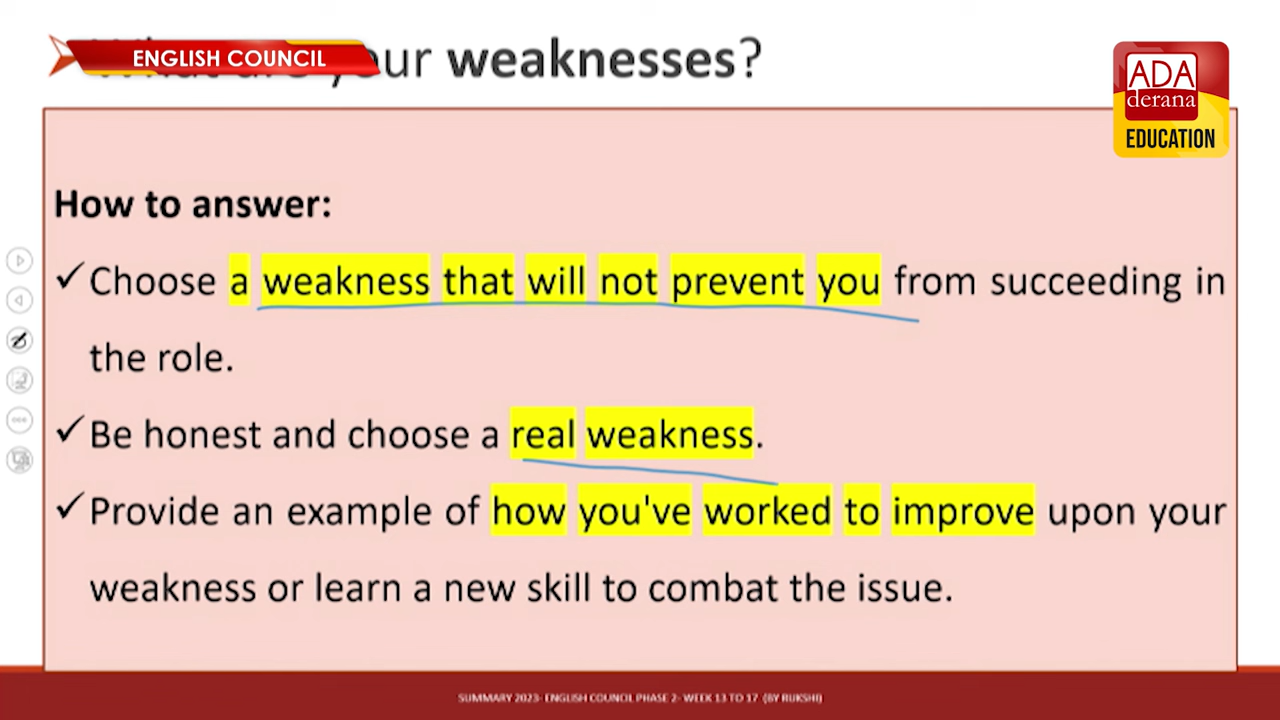 ENGLISH COUNCIL
your weaknesses?
ADA
derana
EDUCATION
How to answer:
✓ Choose a weakness that will not prevent you from succeeding in
the role.
✓ Be honest and choose a real weakness.
✓ Provide an example of how you've worked to improve upon your
weakness or learn a new skill to combat the issue.
SUMMARY 2023- ENGLISH COUNCIL PHASE 2- WEEK 13 TO 17 (BY RUKSHI)